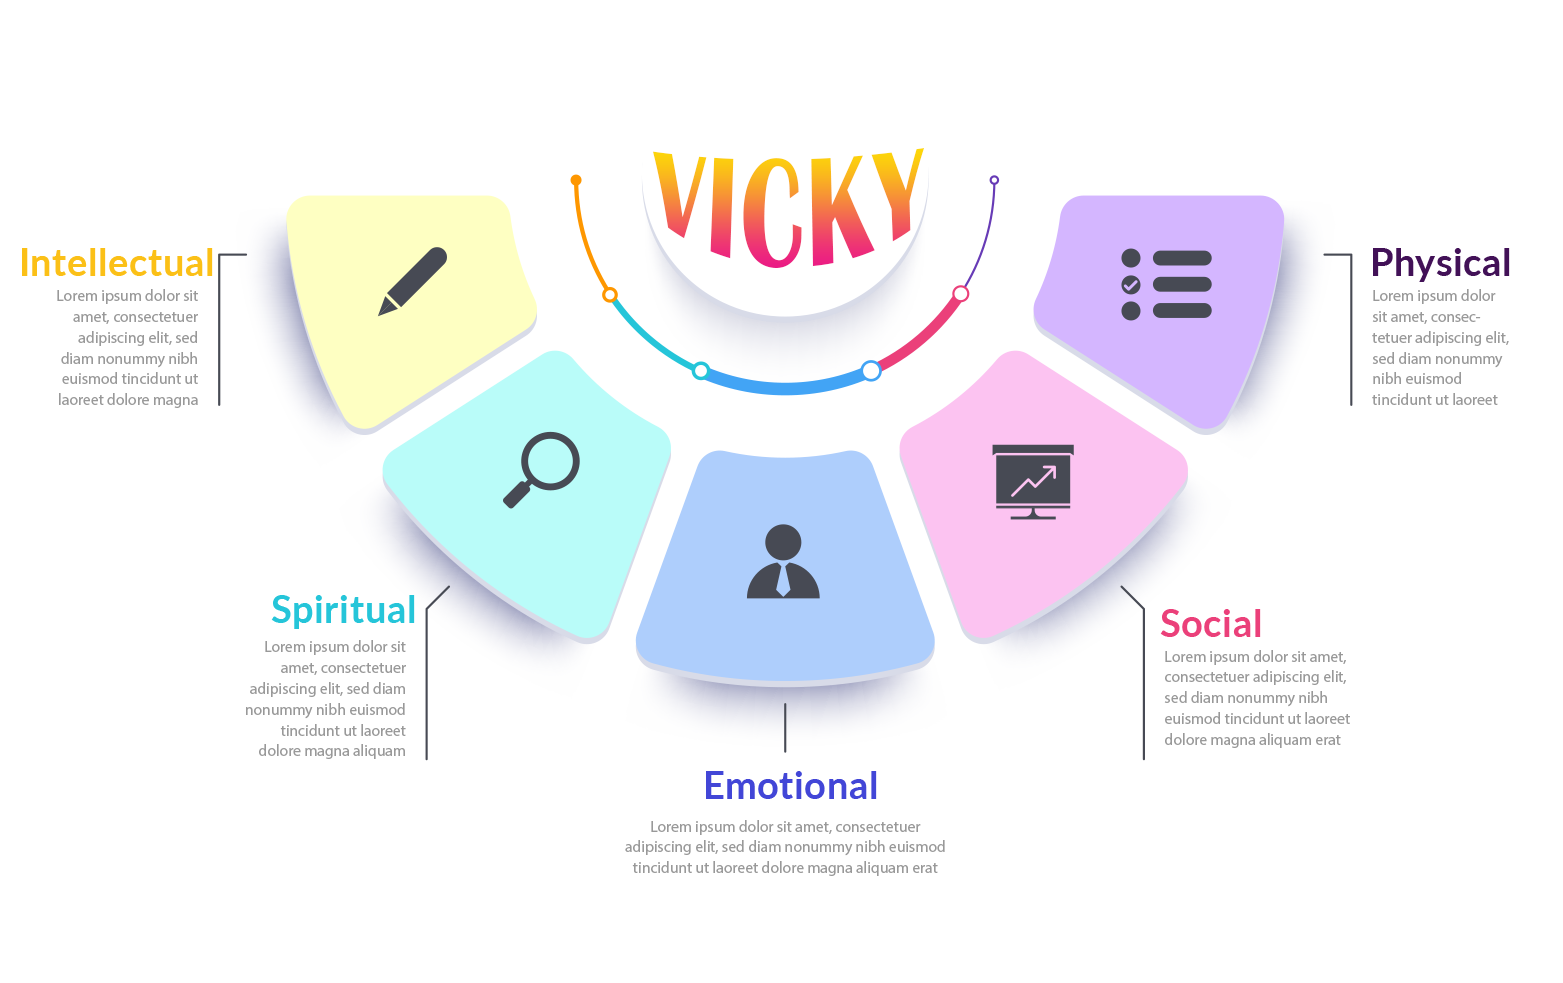 VICKY
Intellectual
Lorem ipsum dolor sit
amet, consectetuer
adipiscing elit, sed
diam nonummy nibh
euismod tincidunt ut
laoreet dolore magna
Spiritual
Lorem ipsum dolor sit
amet, consectetuer
adipiscing elit, sed diam
nonummy nibh euismod
tincidunt ut laoreet
dolore magna aliquam
Emotional
Lorem ipsum dolor sit amet, consectetuer
adipiscing elit, sed diam nonummy nibh euismod
tincidunt ut laoreet dolore magna aliquam erat
Social
Lorem ipsum dolor sit amet,
consectetuer adipiscing elit,
sed diam nonummy nibh
euismod tincidunt ut laoreet
dolore magna aliquam erat
Physical
Lorem ipsum dolor
sit amet, consec-
tetuer adipiscing elit,
sed diam nonummy
nibh euismod
tincidunt ut laoreet